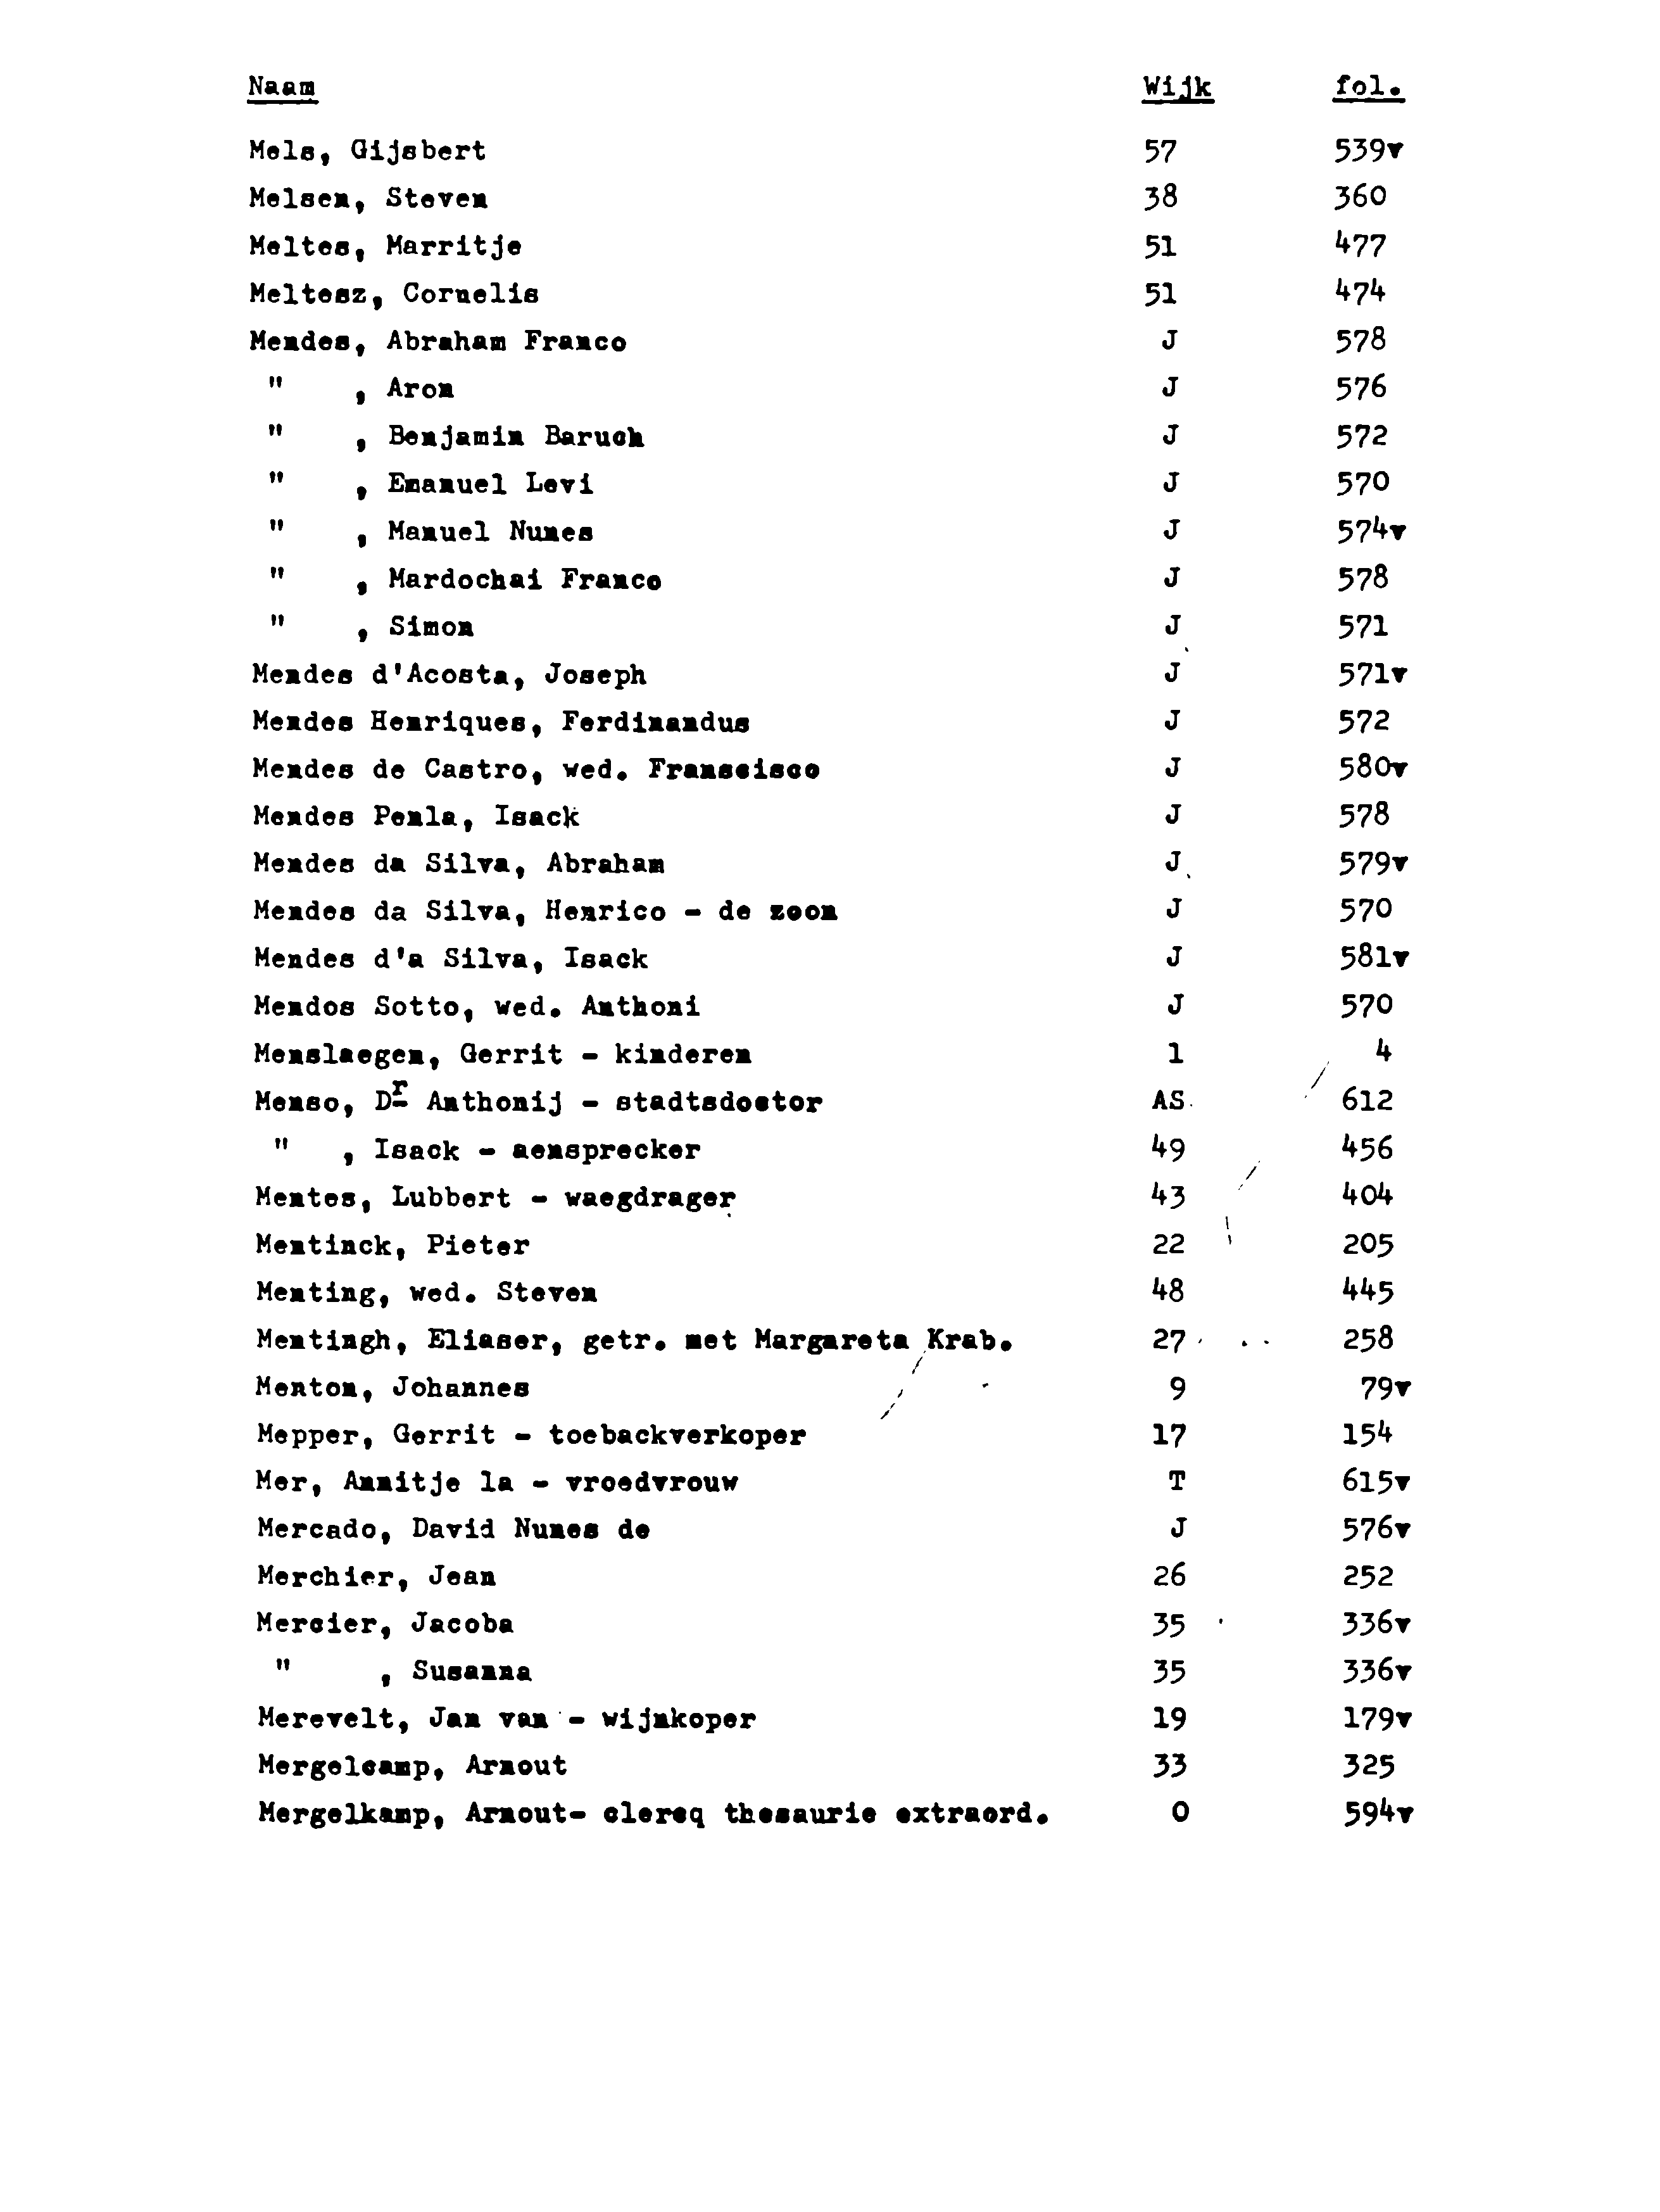 Naam Wijk fol.
Mels, Gijsbert 57 539v
Melsen, Steven 38 360
Meltes, Marritje 51 477
Meltesz, Cornelis 51 474
Mendes, Abraham Franco J 578
" , Aron J 576
" , Benjamin Baruch J 572
" , Emanuel Levi J 570
" , Manuel Nunes J 574v
" , Mardochai Franco J 578
" , Simon J 571
Mendes d'Acosta, Joseph J 571v
Mendes Henriques, Ferdinandus J 572
Mendes de Castro, wed. Franscisco J 580v
Mendes Penla, Isack J 578
Mendes da Silva, Abraham J 579v
Mendes da Silva, Henrico - de zoon J 570
Mendes d'a Silva, Isack J 581v
Mendos Sotto, wed. Anthoni J 570
Menslaegen, Gerrit - kinderen 1 4
Menso, Dr Anthonij - stadtsdoctor AS 612
" , Isack - aensprecker 49 456
Mentes, Lubbert - waegdrager 43 404
Mentinck, Pieter 22 205
Menting, wed. Steven 48 445
Mentingh, Elisaser, getr. met Margareta Krab. 27 258
Menton, Johannes 9 79v
Mepper, Gerrit - toebackverkoper 17 154
Mer, Annitje la - vroedvrouw T 615v
Mercado, David Nunes de J 576v
Merchier, Jean 26 252
Mercier, Jacoba 35 336v
" , Susanna 35 336v
Merevelt, Jan van - wijnkoper 19 179v
Mergelcamp, Arnout 33 325
Mergelkamp, Arnout- clercq thesaurie extraord. O 594v